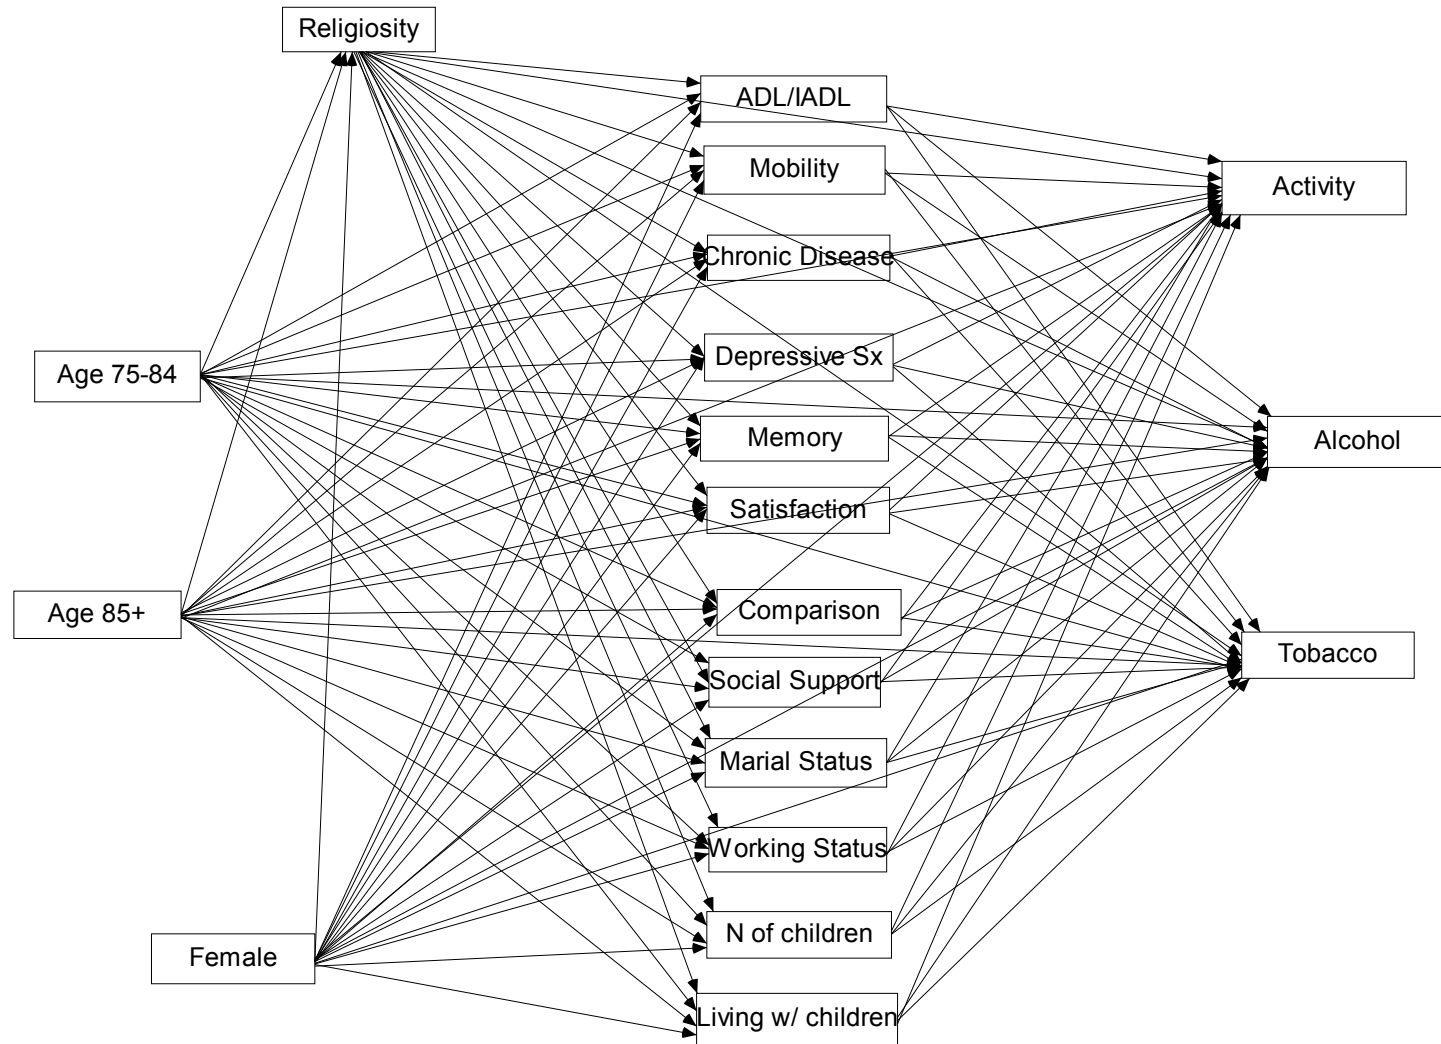 Religiosity
ADL/IADL
Mobility
Activity
Chronic Disease
Depressive Sx
Age 75-84
Memory
Alcohol
Satisfaction
Comparison
Age 85+
Tobacco
Social Support
Marial Status
Working Status
N of children
Female
Living w/ children